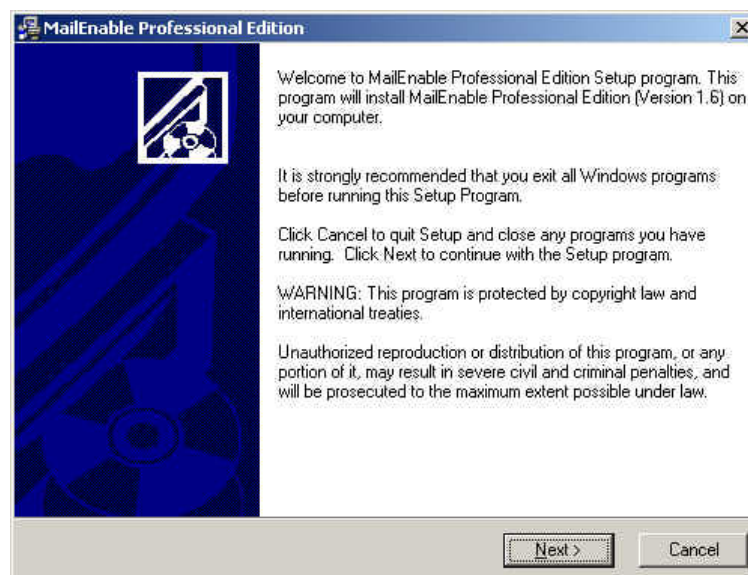 MailEnable Professional Edition
Welcome to MailEnable Professional Edition Setup program. This
program will install MailEnable Professional Edition (Version 1.6) on
your computer.
It is strongly recommended that you exit all Windows programs
before running this Setup Program.
Click Cancel to quit Setup and close any programs you have
running. Click Next to continue with the Setup program.
WARNING: This program is protected by copyright law and
international treaties.
Unauthorized reproduction or distribution of this program, or any
portion of it, may result in severe civil and criminal penalties, and
will be prosecuted to the maximum extent possible under law.
Next >
Cancel